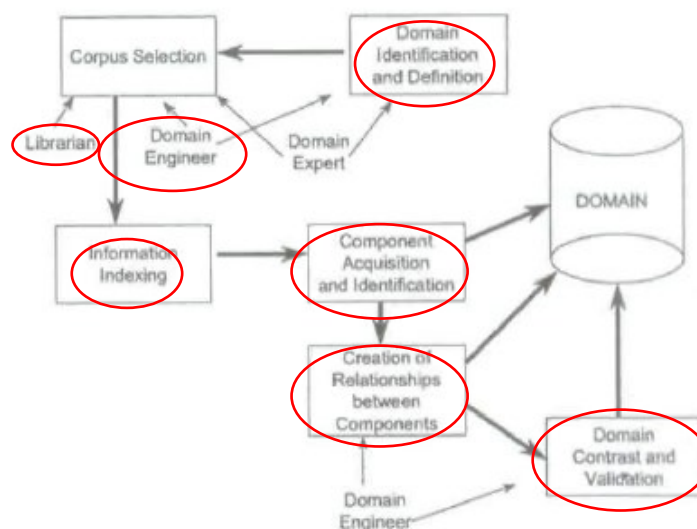 Domain
Identification
and Definition
Corpus Selection
Librarian
Domain
Engineer
Domain
Expert
DOMAIN
Information
Indexing
Component
Acquisition
and Identification
Creation of
Relationships
between
Components
Domain
Contrast and
Validation
Domain
Engineer